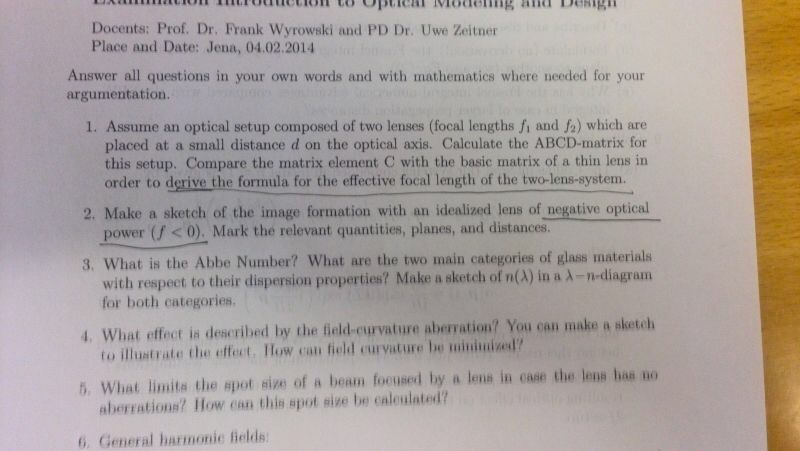 Examination Introduction to Optical Modeling and Design
Docents: Prof. Dr. Frank Wyrowski and PD Dr. Uwe Zeitner
Place and Date: Jena, 04.02.2014
Answer all questions in your own words and with mathematics where needed for your
argumentation.
1. Assume an optical setup composed of two lenses (focal lengths f₁ and f₂) which are
placed at a small distance d on the optical axis. Calculate the ABCD-matrix for
this setup. Compare the matrix element C with the basic matrix of a thin lens in
order to derive the formula for the effective focal length of the two-lens-system.
2. Make a sketch of the image formation with an idealized lens of negative optical
power (f < 0). Mark the relevant quantities, planes, and distances.
3. What is the Abbe Number? What are the two main categories of glass materials
with respect to their dispersion properties? Make a sketch of n(λ) in a λ−n-diagram
for both categories.
4. What effect is described by the field-curvature aberration? You can make a sketch
to illustrate the effect. How can field curvature be minimized?
5. What limits the spot size of a beam focused by a lens in case the lens has no
aberrations? How can this spot size be calculated?
6. General harmonic fields: